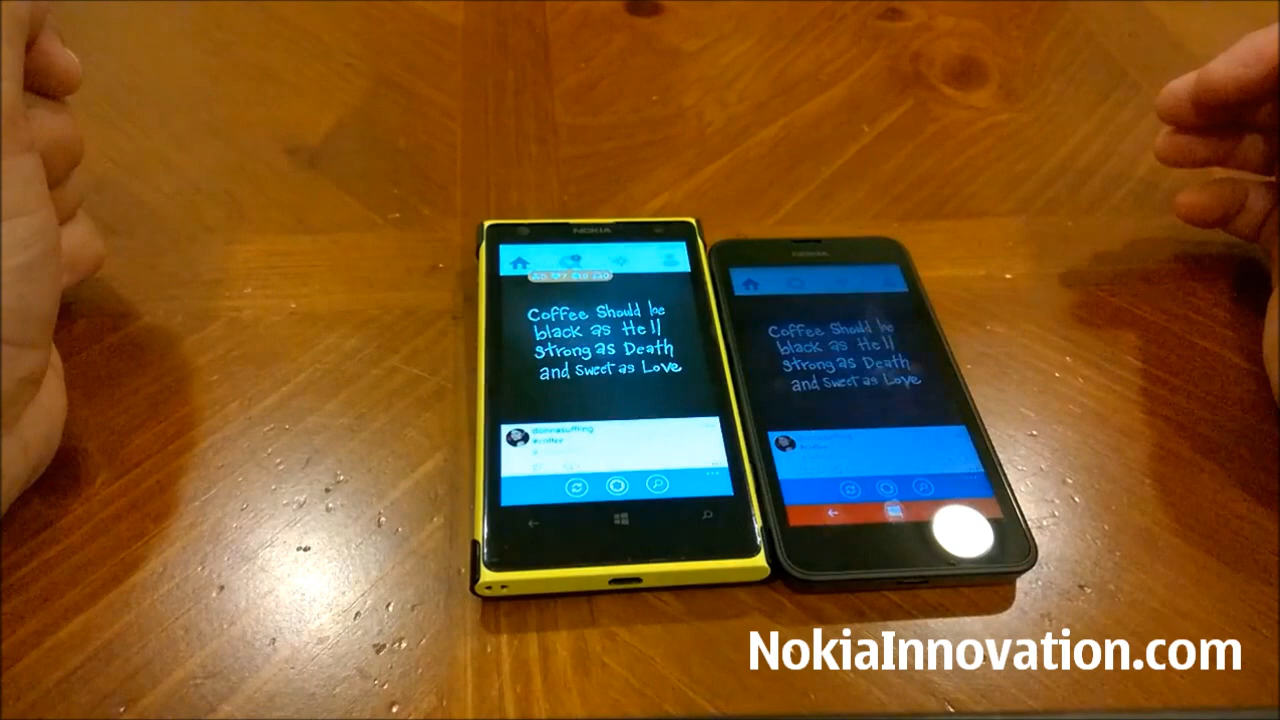 NOKIA
NOKIA
Coffee Should be
black as Hell
strong as Death
and sweet as Love
Coffee Should be
black as Hell
strong as Death
and sweet as Love
donnasuffling
#coffee
NokiaInnovation.com